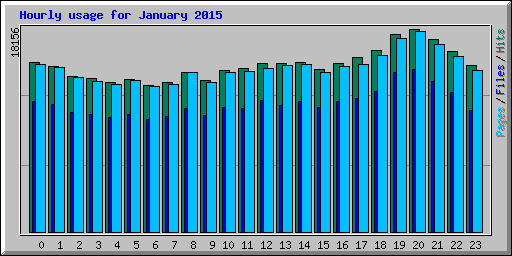 Hourly usage for January 2015
18156
Pages/Files/Hits
0 1 2 3 4 5 6 7 8 9 10 11 12 13 14 15 16 17 18 19 20 21 22 23